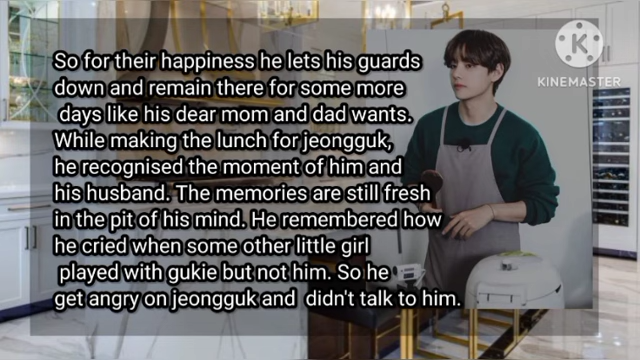 So for their happiness he lets his guards
down and remain there for some more
days like his dear mom and dad wants.
While making the lunch for jeongguk,
he recognised the moment of him and
his husband. The memories are still fresh
in the pit of his mind. He remembered how
he cried when some other little girl
played with gukie but not him. So he
get angry on jeongguk and didn't talk to him.
KINEMASTER